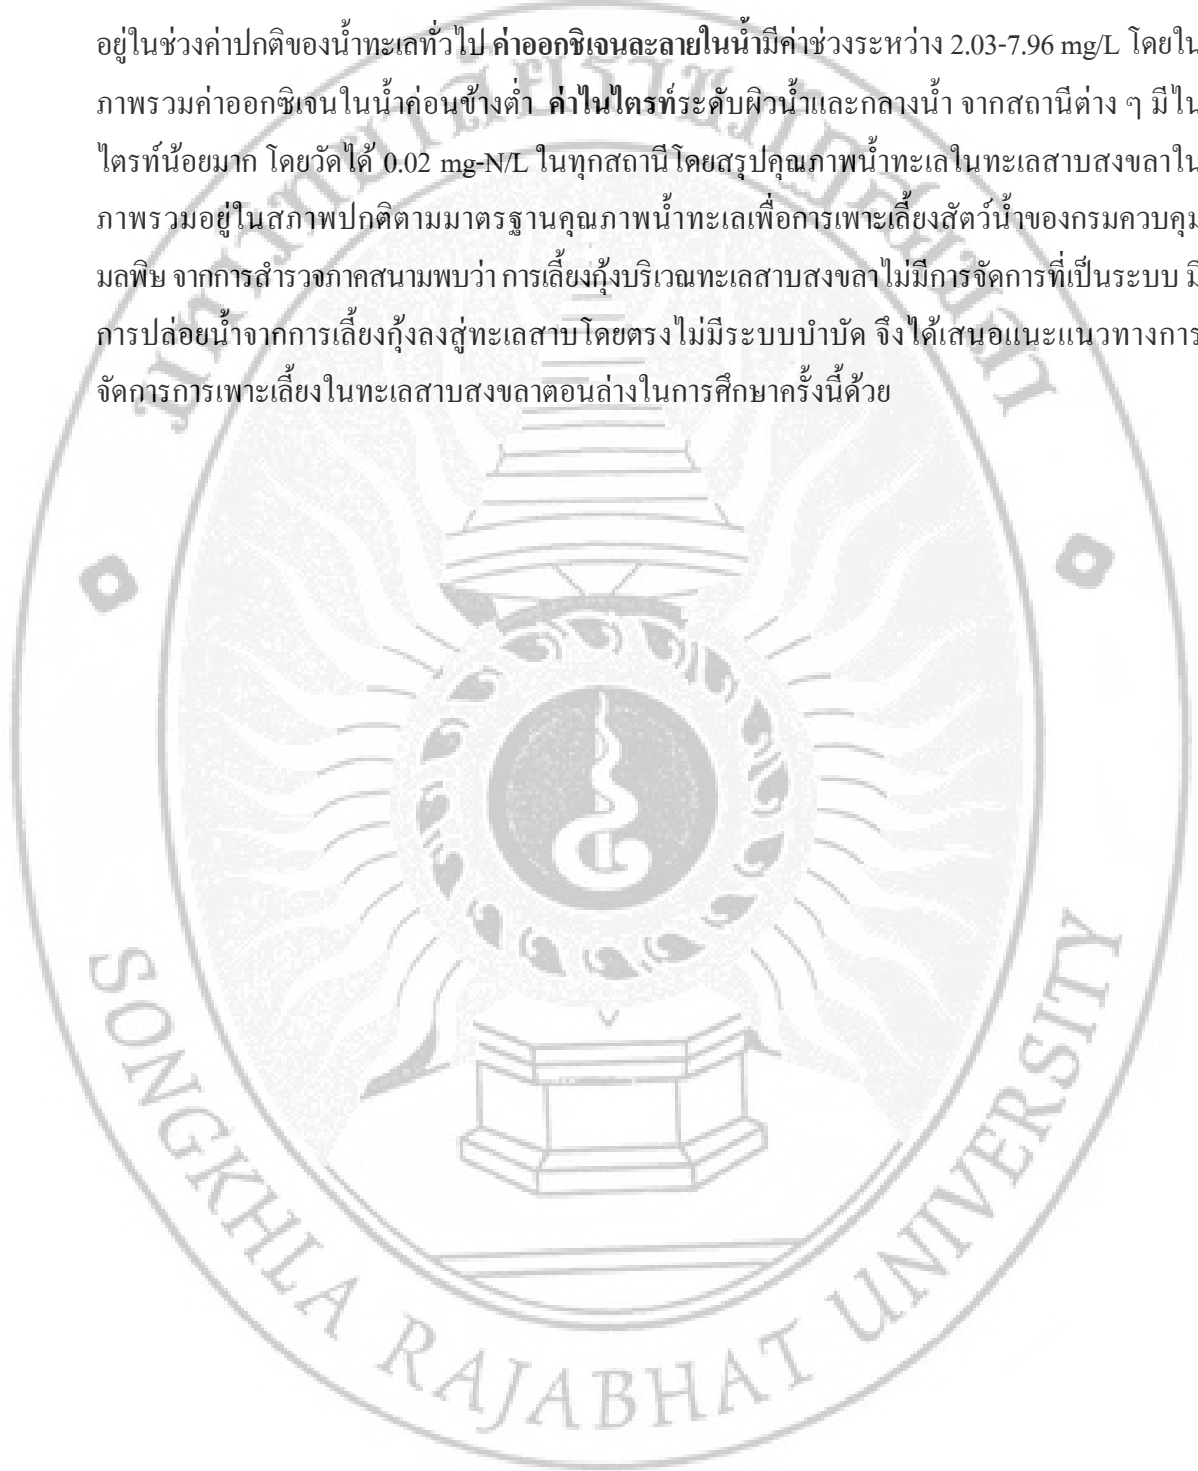 อยู่ในช่วงค่าปกติของน้ำทะเลทั่วไป ค่าออกซิเจนละลายในน้ำมีค่าช่วงระหว่าง 2.03-7.96 mg/L โดยใน
ภาพรวมค่าออกซิเจนในน้ำค่อนข้างต่ำ ค่าไนไตรท์ระดับผิวน้ำและกลางน้ำ จากสถานีต่าง ๆ มีไน
ไตรท์น้อยมาก โดยวัดได้ 0.02 mg-N/L ในทุกสถานีโดยสรุปคุณภาพน้ำทะเลในทะเลสาบสงขลาใน
ภาพรวมอยู่ในสภาพปกติตามมาตรฐานคุณภาพน้ำทะเลเพื่อการเพาะเลี้ยงสัตว์น้ำของกรมควบคุม
มลพิษ จากการสำรวจภาคสนามพบว่า การเลี้ยงกุ้งบริเวณทะเลสาบสงขลาไม่มีการจัดการที่เป็นระบบ มี
การปล่อยน้ำจากการเลี้ยงกุ้งลงสู่ทะเลสาบโดยตรงไม่มีระบบบำบัด จึงได้เสนอแนะแนวทางการ
จัดการการเพาะเลี้ยงในทะเลสาบสงขลาตอนล่างในการศึกษาครั้งนี้ด้วย
มหาวิทยาลัยราชภัฏสงขลา
SONGKHLA RAJABHAT UNIVERSITY